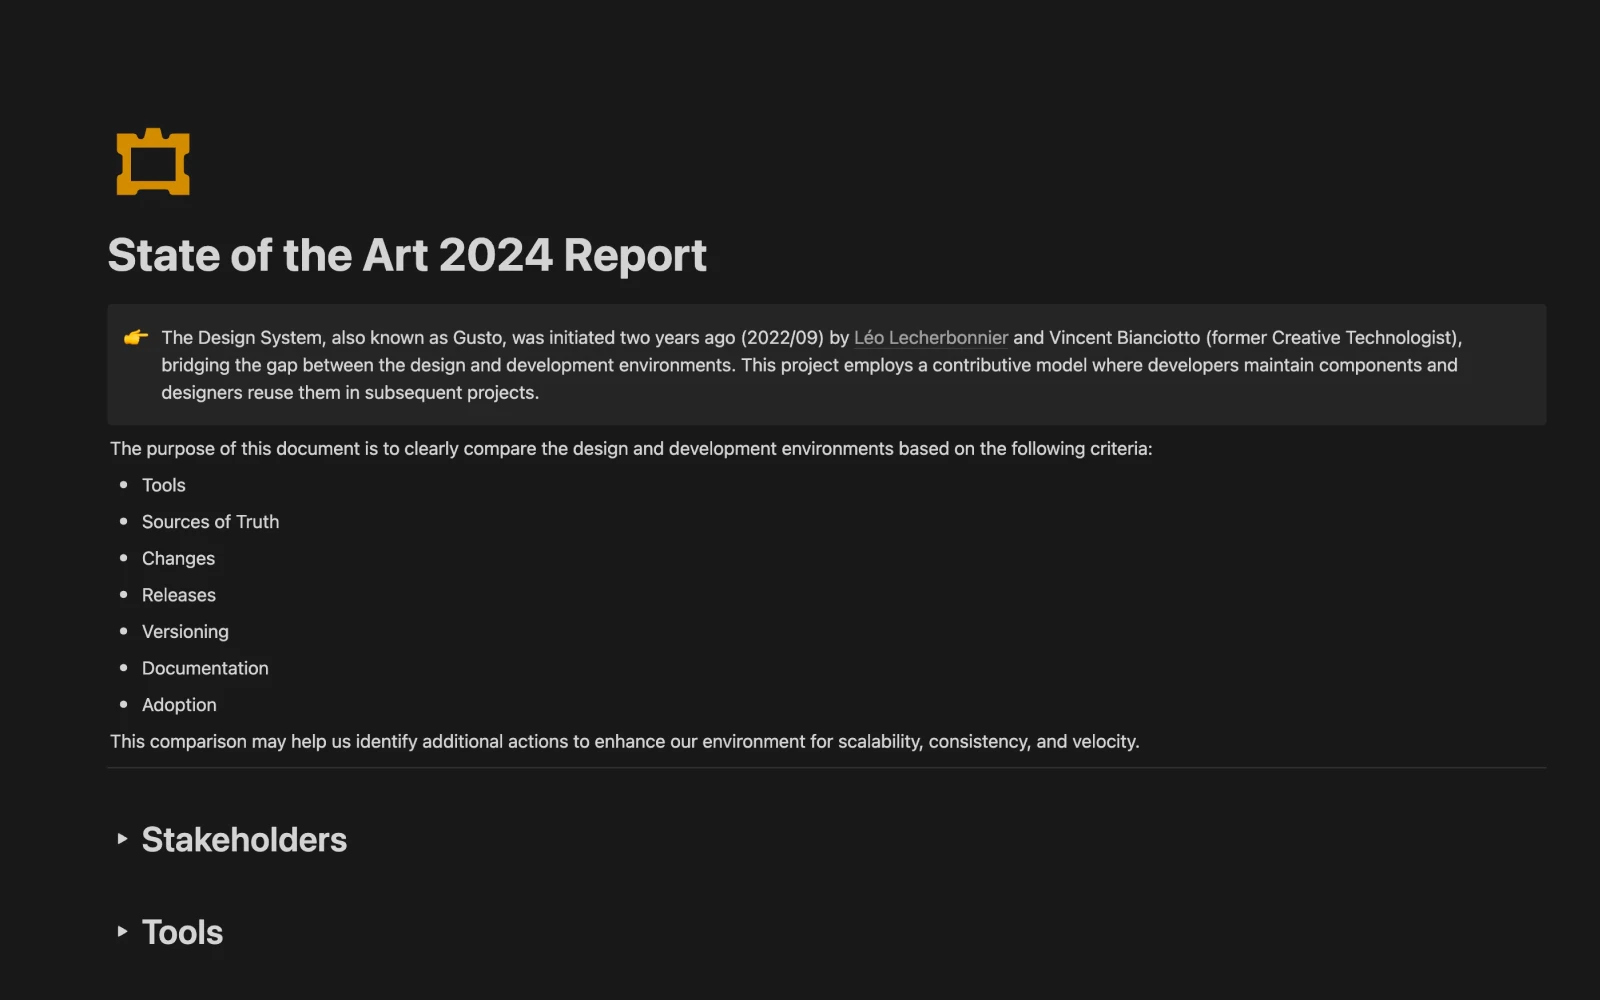 State of the Art 2024 Report
The Design System, also known as Gusto, was initiated two years ago (2022/09) by Léo Lecherbonnier and Vincent Bianciotto (former Creative Technologist),
bridging the gap between the design and development environments. This project employs a contributive model where developers maintain components and
designers reuse them in subsequent projects.
The purpose of this document is to clearly compare the design and development environments based on the following criteria:
Tools
Sources of Truth
Changes
Releases
Versioning
Documentation
Adoption
This comparison may help us identify additional actions to enhance our environment for scalability, consistency, and velocity.
Stakeholders
Tools